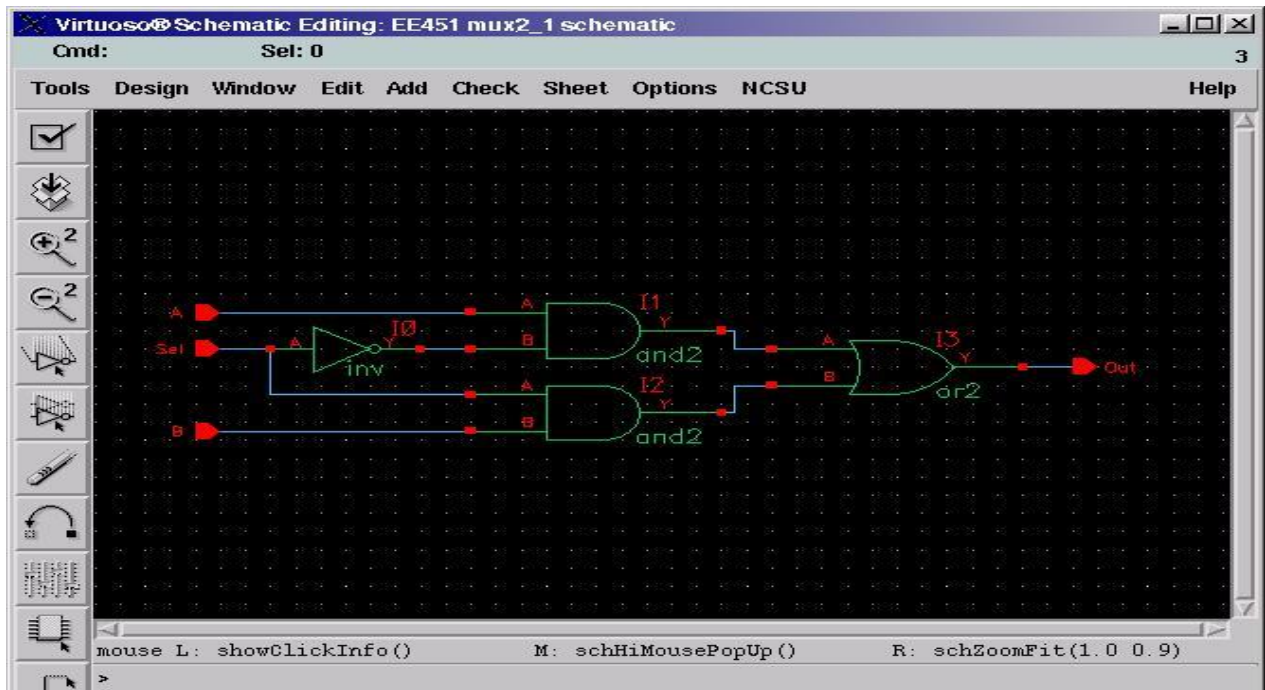 Virtuoso® Schematic Editing: EE451 mux2_1 schematic
Cmd: Sel: 0
3
Tools Design Window Edit Add Check Sheet Options NCSU Help
2
2
A
A
I1
Y
Sel
A
I0
Y
inv
B
and2
A
I3
Y
Out
B
or2
A
I2
Y
B
B
and2
mouse L: showClickInfo() M: schHiMousePopUp() R: schZoomFit(1.0 0.9)
>